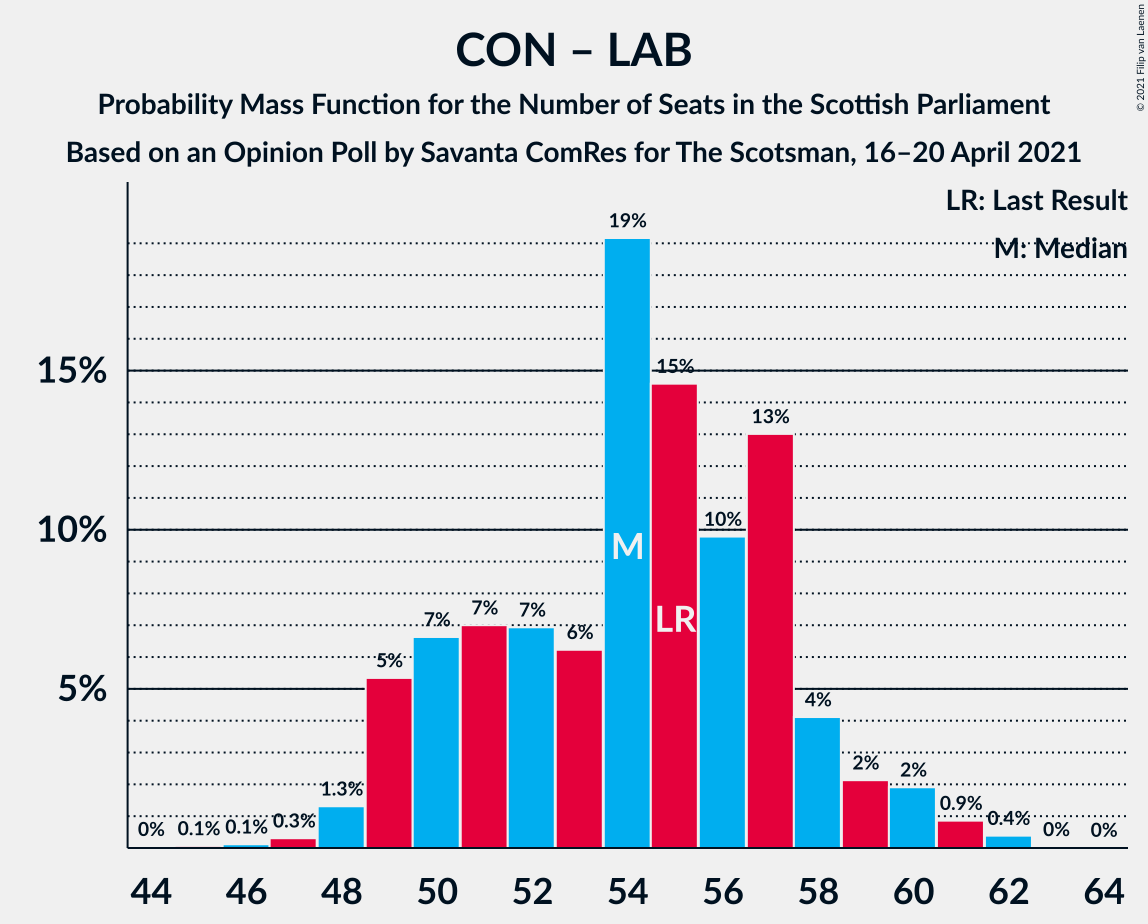 CON – LAB
Probability Mass Function for the Number of Seats in the Scottish Parliament
Based on an Opinion Poll by Savanta ComRes for The Scotsman, 16–20 April 2021
© 2021 Filip van Laenen
LR: Last Result
M: Median
15%
10%
5%
0%
0.1%
0.1%
0.3%
1.3%
5%
7%
7%
7%
6%
19%
15%
10%
13%
4%
2%
2%
0.9%
0.4%
0%
0%
M
LR
44 46 48 50 52 54 56 58 60 62 64